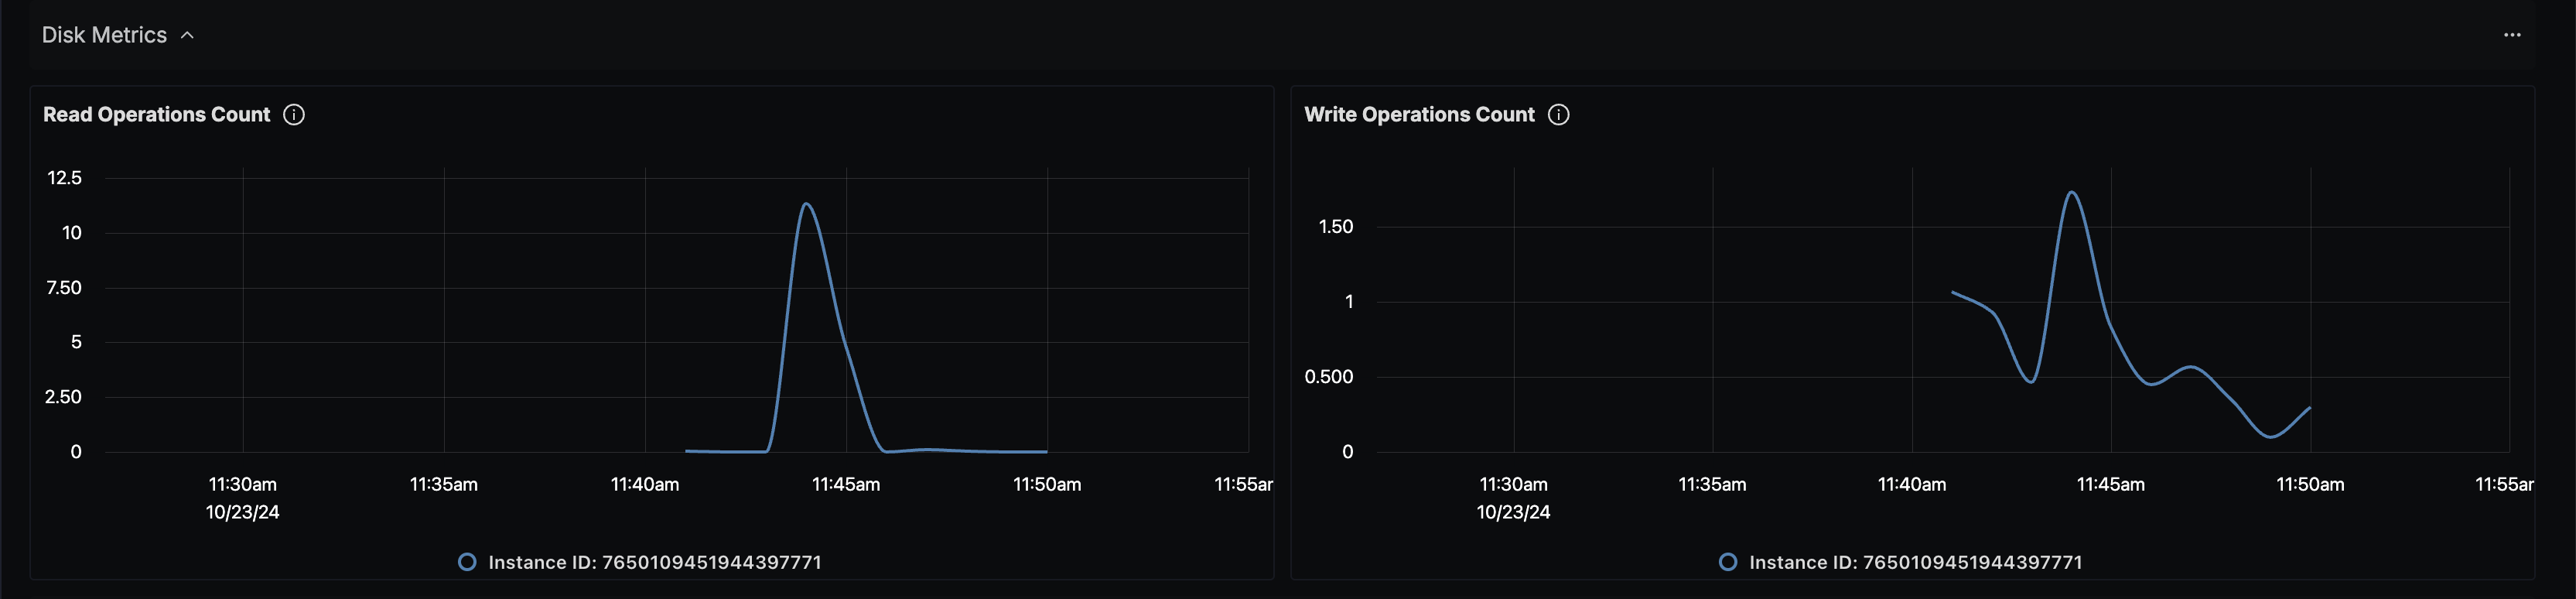 Disk Metrics
Read Operations Count
12.5
10
7.50
5
2.50
0
11:30am 11:35am 11:40am 11:45am 11:50am 11:55ar
10/23/24
Instance ID: 7650109451944397771
Write Operations Count
1.50
1
0.500
0
11:30am 11:35am 11:40am 11:45am 11:50am 11:55ar
10/23/24
Instance ID: 7650109451944397771